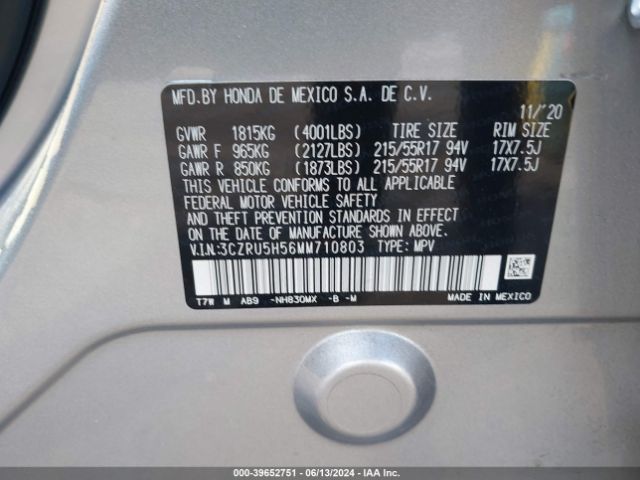 MFD.BY HONDA DE MEXICO S.A. DE C.V.
11/'20
GVWR 1815KG (4001LBS) TIRE SIZE RIM SIZE
GAWR F 965KG (2127LBS) 215/55R17 94V 17X7.5J
GAWR R 850KG (1873LBS) 215/55R17 94V 17X7.5J
THIS VEHICLE CONFORMS TO ALL APPLICABLE
FEDERAL MOTOR VEHICLE SAFETY
AND THEFT PREVENTION STANDARDS IN EFFECT
ON THE DATE OF MANUFACTURE SHOWN ABOVE.
V.I.N:3CZRU5H56MM710803 TYPE: MPV
T7W M AB9 -NH830MX -B -M MADE IN MEXICO
000-39652751 - 06/13/2024 - IAA Inc.